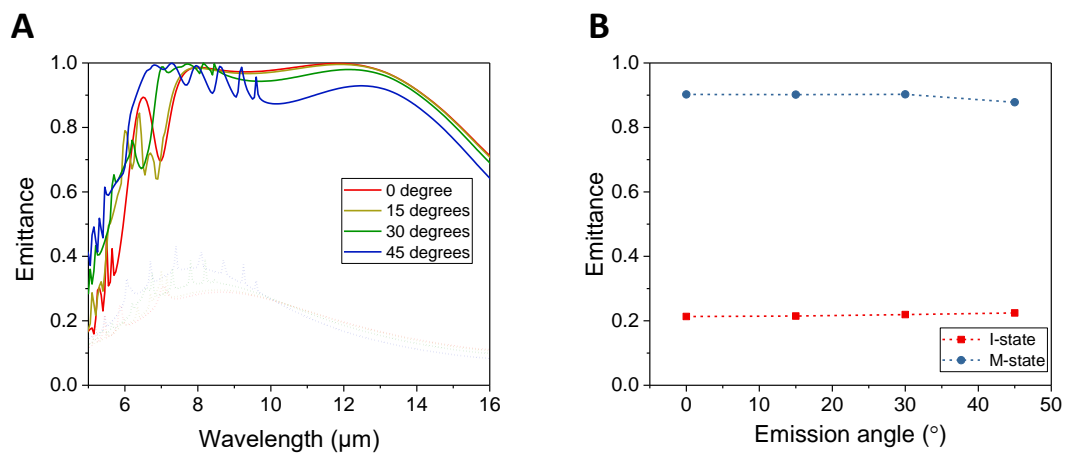 A
B
1.0
0.8
0.6
0.4
0.2
0.0
Emittance
0 degree
15 degrees
30 degrees
45 degrees
6 8 10 12 14 16
Wavelength (μm)
1.0
0.8
0.6
0.4
0.2
0.0
Emittance
I-state
M-state
0 10 20 30 40 50
Emission angle (°)